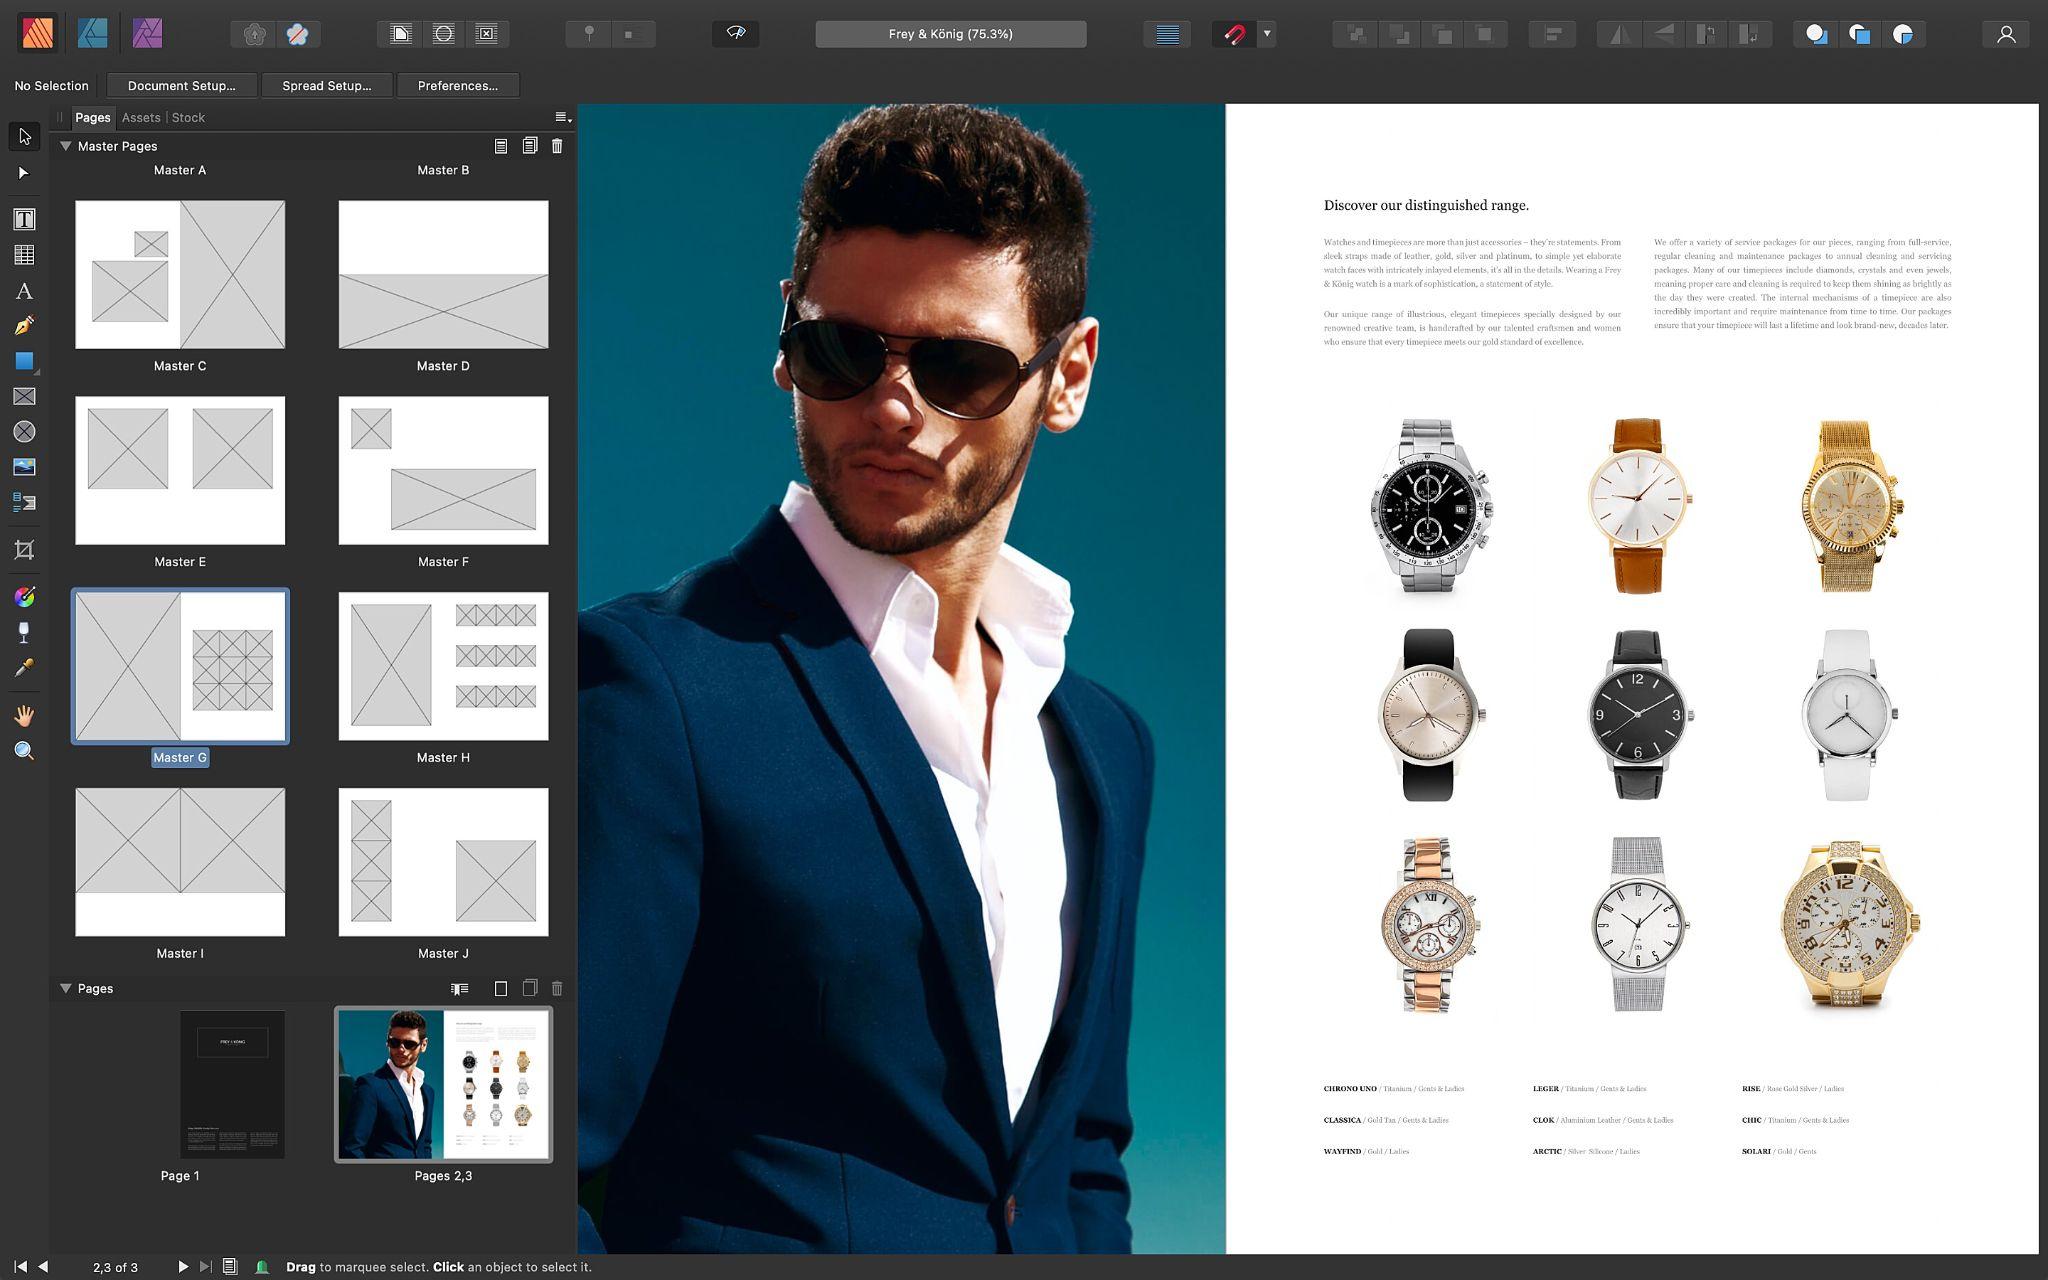 Frey & König (75.3%)
No Selection
Document Setup...
Spread Setup...
Preferences...
Pages
Assets
Stock
Master Pages
Master A
Master B
Master C
Master D
Master E
Master F
Master G
Master H
Master I
Master J
Pages
Page 1
Pages 2,3
2,3 of 3
Drag to marquee select. Click an object to select it.
Discover our distinguished range.
Watches and timepieces are more than just accessories – they're statements. From
sleek straps made of leather, gold, silver and platinum, to simple yet elaborate
watch faces with intricately inlayed elements, it's all in the details. Wearing a Frey
& König watch is a mark of sophistication, a statement of style.
Our unique range of illustrious, elegant timepieces specially designed by our
renowned creative team, is handcrafted by our talented craftsmen and women
who ensure that every timepiece meets our gold standard of excellence.
We offer a variety of service packages for our pieces, ranging from full-service,
regular cleaning and maintenance packages to annual cleaning and servicing
packages. Many of our timepieces include diamonds, crystals and even jewels,
meaning proper care and cleaning is required to keep them shining as brightly as
the day they were created. The internal mechanisms of a timepiece are also
incredibly important and require maintenance from time to time. Our packages
ensure that your timepiece will last a lifetime and look brand-new, decades later.
12
9
3
6
XII
12
CHRONO UNO / Titanium / Gents & Ladies
LEGER / Titanium / Gents & Ladies
RISE / Rose Gold Silver / Ladies
CLASSICA / Gold Tan / Gents & Ladies
CLOK / Aluminium Leather / Gents & Ladies
CHIC / Titanium / Gents & Ladies
WAYFIND / Gold / Ladies
ARCTIC / Silver Silicone / Ladies
SOLARI / Gold / Gents